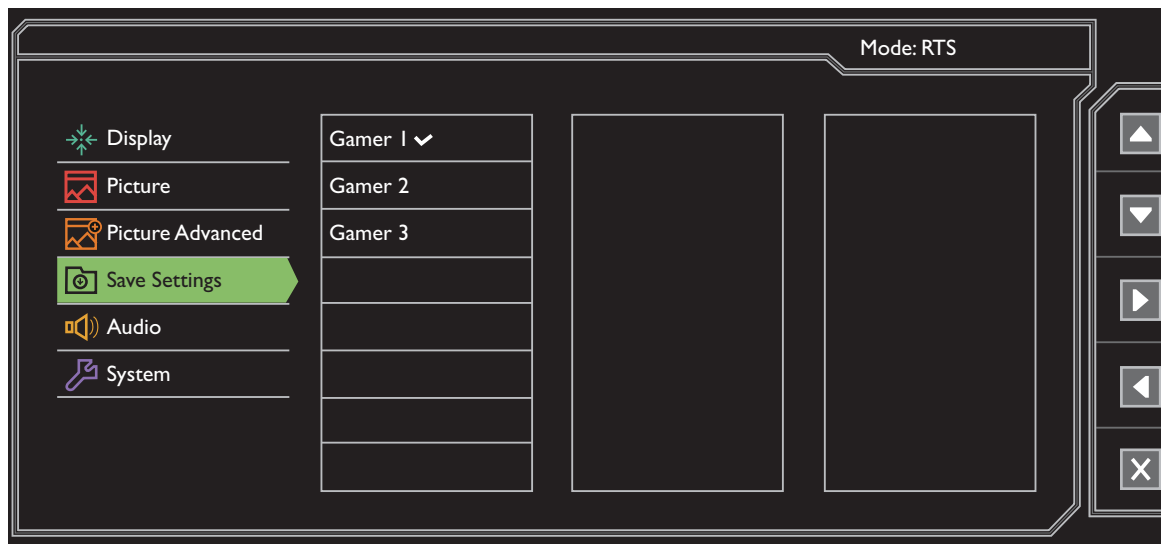 Mode: RTS
Display
Picture
Picture Advanced
Save Settings
Audio
System
Gamer 1
Gamer 2
Gamer 3